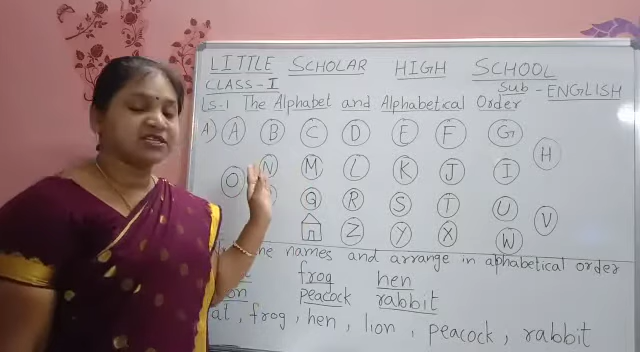 LITTLE SCHOLAR HIGH SCHOOL
CLASS-I Sub-ENGLISH
Ls-1 The Alphabet and Alphabetical Order
A) A B C D E F G
H
O N M L K J I
Q R S T U V
Z Y X W
names and arrange in aphabetical order
frog hen
peacock rabbit
, frog, hen, lion, peacock, rabbit